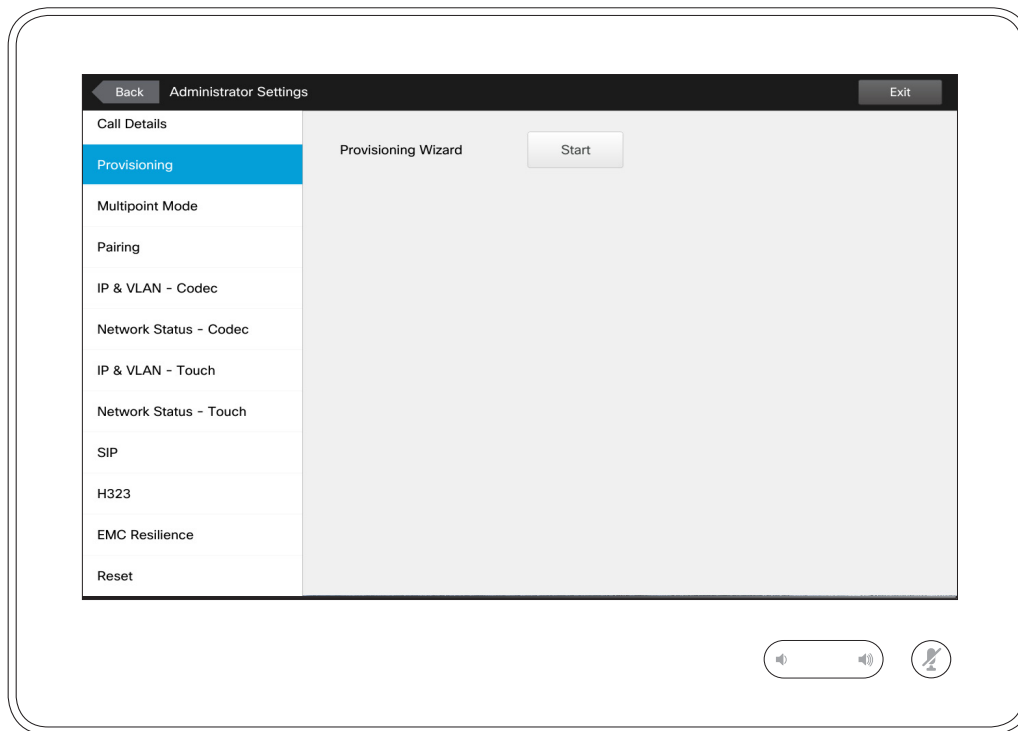 Back Administrator Settings Exit
Call Details
Provisioning Wizard Start
Provisioning
Multipoint Mode
Pairing
IP & VLAN - Codec
Network Status - Codec
IP & VLAN - Touch
Network Status - Touch
SIP
H323
EMC Resilience
Reset